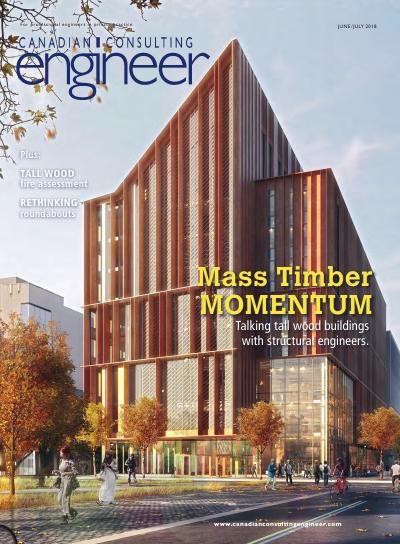 For professional engineers in private practice
JUNE/JULY 2018
CANADIAN CONSULTING
engineer
Plus:
TALL WOOD
fire assessment
RETHINKING
roundabouts
Mass Timber
MOMENTUM
Talking tall wood buildings
with structural engineers.
www.canadianconsultingengineer.com